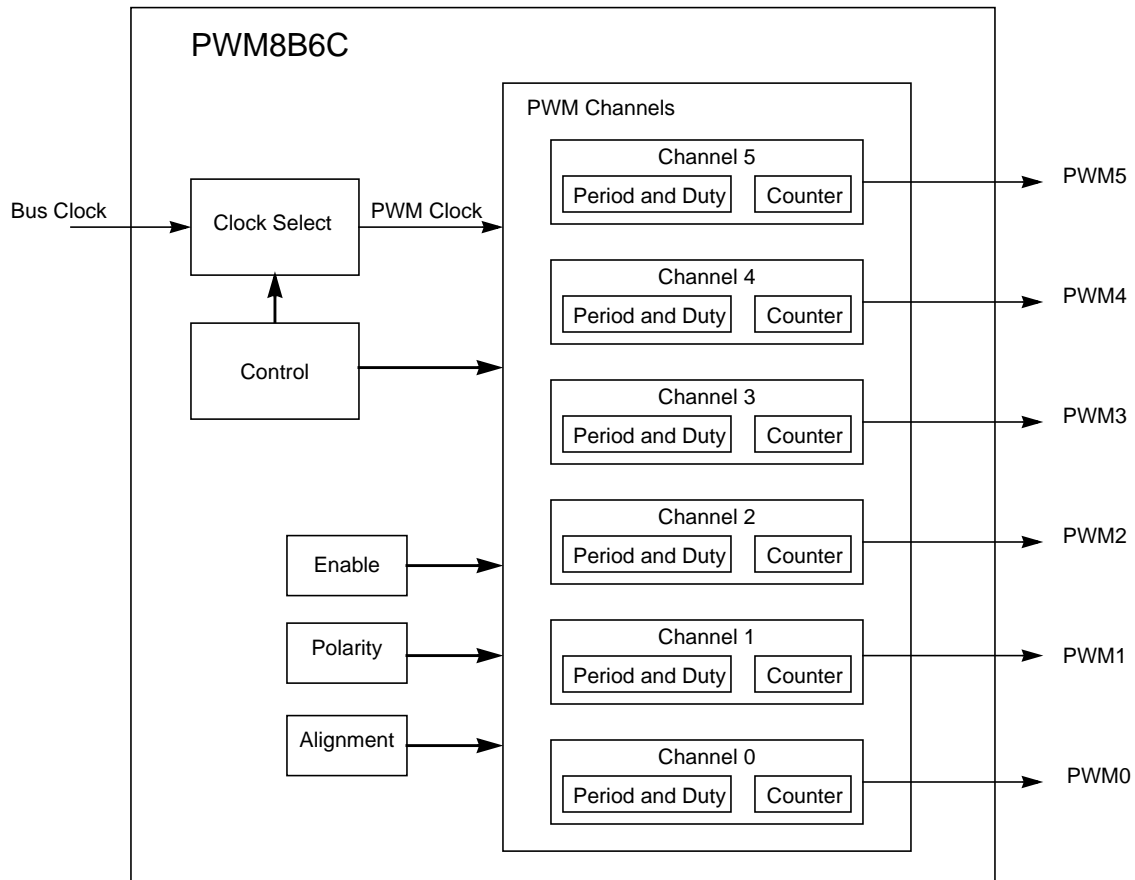 PWM8B6C
PWM Channels
Channel 5
Period and Duty
Counter
PWM5
Bus Clock
Clock Select
PWM Clock
Channel 4
Period and Duty
Counter
PWM4
Control
Channel 3
Period and Duty
Counter
PWM3
Channel 2
Period and Duty
Counter
PWM2
Enable
Channel 1
Period and Duty
Counter
PWM1
Polarity
Alignment
Channel 0
Period and Duty
Counter
PWM0